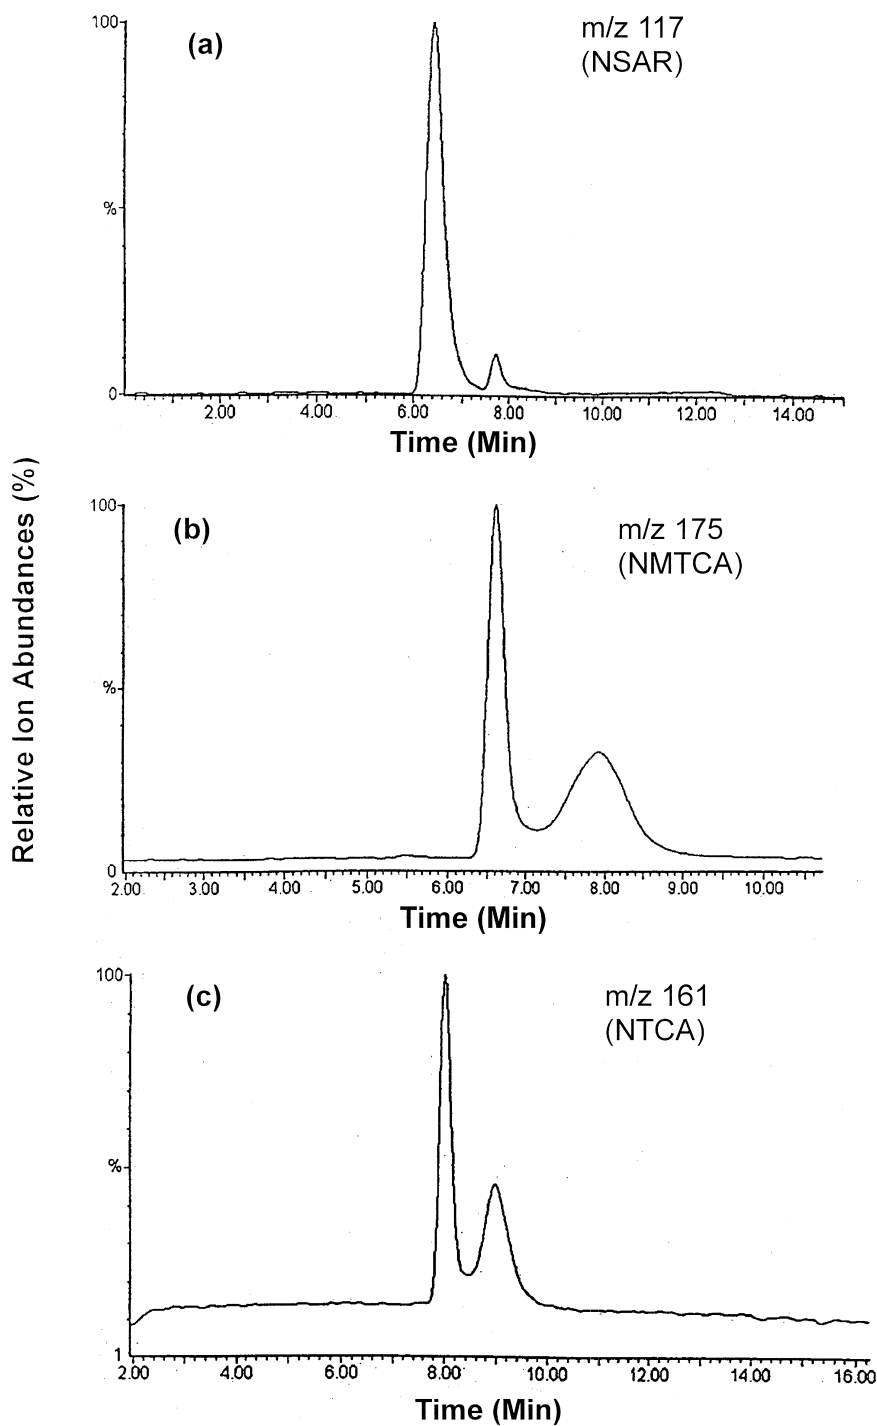 Relative Ion Abundances (%)
100
(a)
m/z 117
(NSAR)
%
0
2.00 4.00 6.00 8.00 10.00 12.00 14.00
Time (Min)
100
(b)
m/z 175
(NMTCA)
%
0
2.00 3.00 4.00 5.00 6.00 7.00 8.00 9.00 10.00
Time (Min)
100
(c)
m/z 161
(NTCA)
%
1
2.00 4.00 6.00 8.00 10.00 12.00 14.00 16.00
Time (Min)